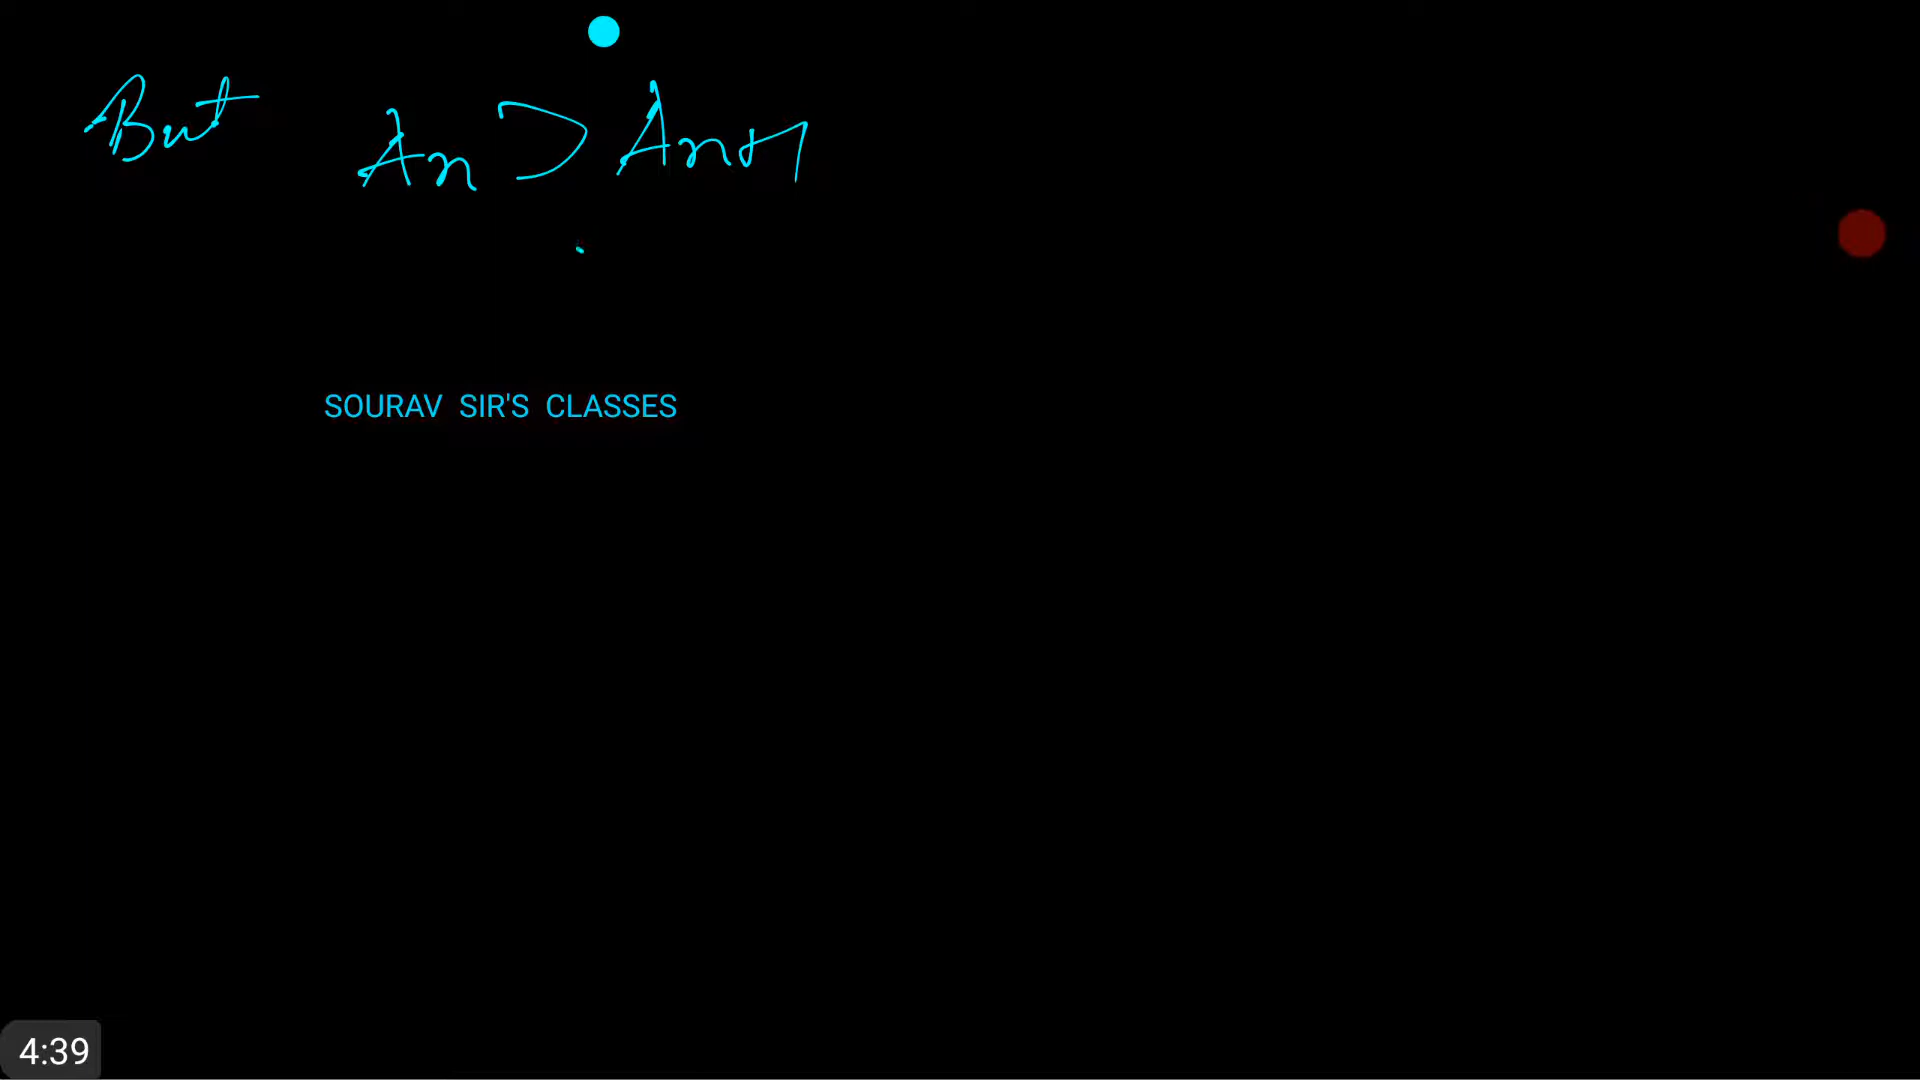 But An ⊃ An+1
SOURAV SIR'S CLASSES
4:39